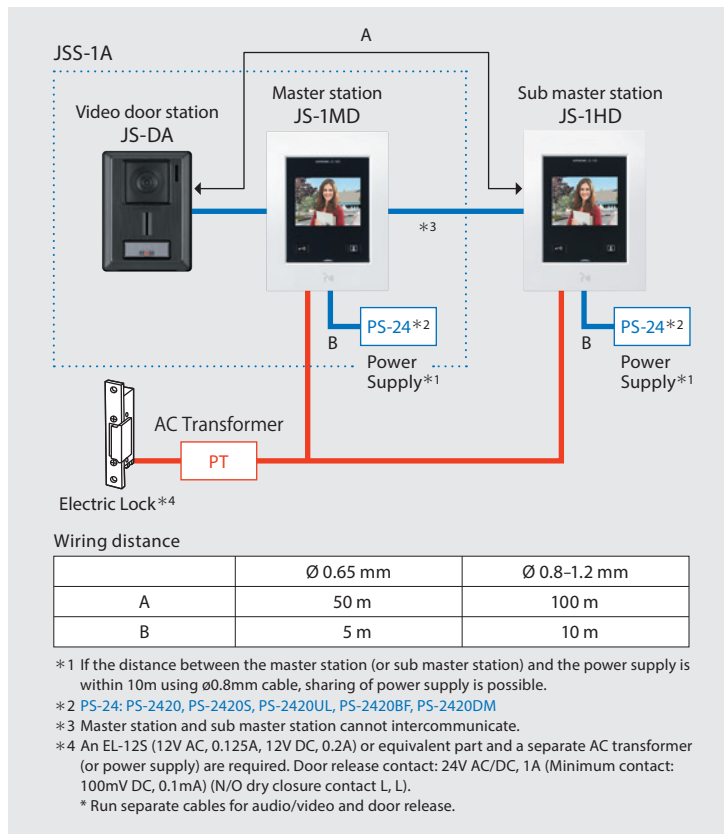 A
JSS-1A
Video door station
JS-DA
Master station
JS-1MD
Sub master station
JS-1HD
*3
B
PS-24*2
Power
Supply*1
B
PS-24*2
Power
Supply*1
AC Transformer
PT
Electric Lock*4
Wiring distance
Ø 0.65 mm Ø 0.8–1.2 mm
A 50 m 100 m
B 5 m 10 m
*1 If the distance between the master station (or sub master station) and the power supply is
within 10m using ø0.8mm cable, sharing of power supply is possible.
*2 PS-24: PS-2420, PS-2420S, PS-2420UL, PS-2420BF, PS-2420DM
*3 Master station and sub master station cannot intercommunicate.
*4 An EL-12S (12V AC, 0.125A, 12V DC, 0.2A) or equivalent part and a separate AC transformer
(or power supply) are required. Door release contact: 24V AC/DC, 1A (Minimum contact:
100mV DC, 0.1mA) (N/O dry closure contact L, L).
* Run separate cables for audio/video and door release.